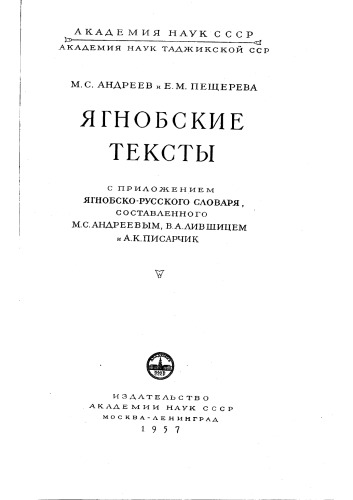 АКАДЕМИЯ НАУК СССР
АКАДЕМИЯ НАУК ТАДЖИКСКОЙ ССР
М. С. АНДРЕЕВ и Е. М. ПЕЩЕРЕВА
ЯГНОБСКИЕ
ТЕКСТЫ
С ПРИЛОЖЕНИЕМ
ЯГНОБСКО-РУССКОГО СЛОВАРЯ,
СОСТАВЛЕННОГО
М. С. АНДРЕЕВЫМ, В. А. ЛИВШИЦЕМ
и А. К. ПИСАРЧИК
ИЗДАТЕЛЬСТВО
АКАДЕМИИ НАУК СССР
МОСКВА-ЛЕНИНГРАД
1957